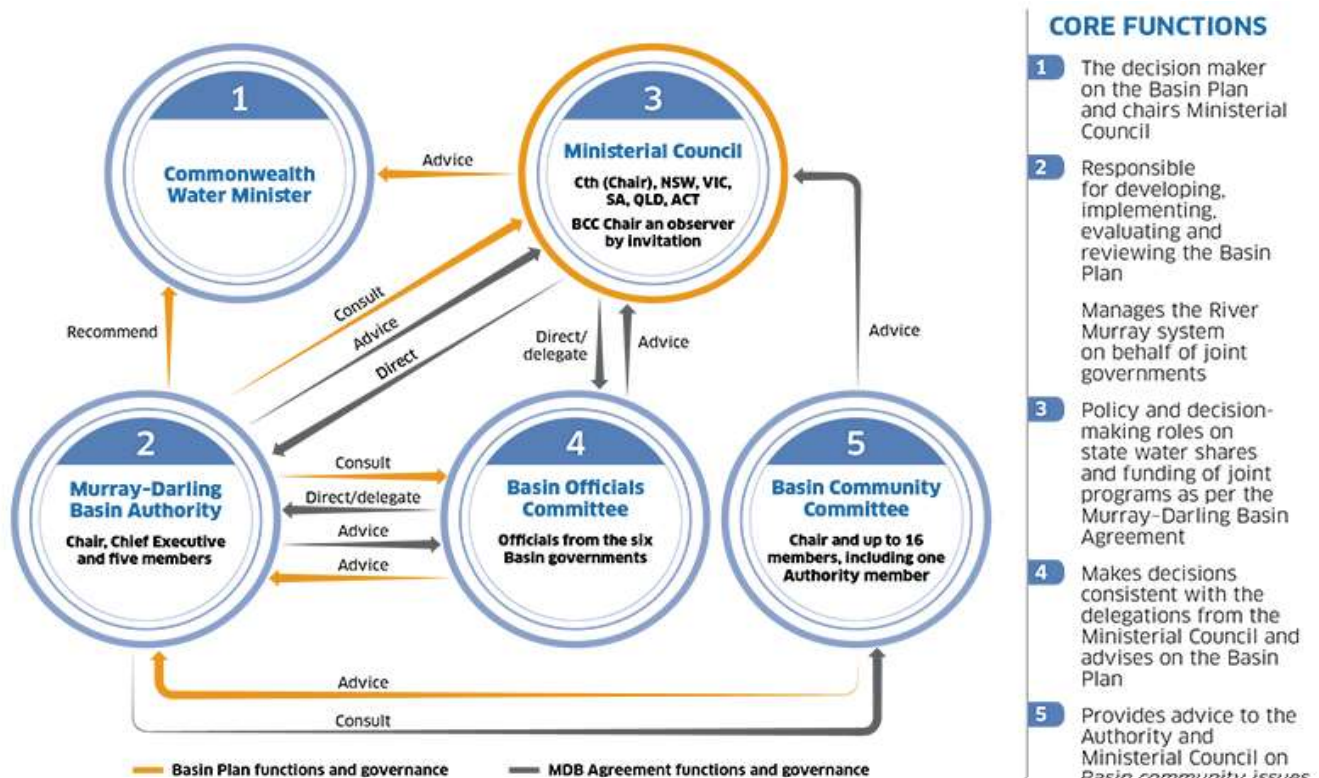 1
Commonwealth
Water Minister
Advice
3
Ministerial Council
Cth (Chair), NSW, VIC,
SA, QLD, ACT
BCC Chair an observer
by invitation
Recommend
Consult
Advice
Direct
Direct/
delegate
Advice
Advice
2
Murray-Darling
Basin Authority
Chair, Chief Executive
and five members
Consult
Direct/delegate
Advice
Advice
4
Basin Officials
Committee
Officials from the six
Basin governments
5
Basin Community
Committee
Chair and up to 16
members, including one
Authority member
Advice
Consult
Basin Plan functions and governance
MDB Agreement functions and governance
CORE FUNCTIONS
1 The decision maker
on the Basin Plan
and chairs Ministerial
Council
2 Responsible
for developing,
implementing,
evaluating and
reviewing the Basin
Plan
Manages the River
Murray system
on behalf of joint
governments
3 Policy and decision-
making roles on
state water shares
and funding of joint
programs as per the
Murray-Darling Basin
Agreement
4 Makes decisions
consistent with the
delegations from the
Ministerial Council and
advises on the Basin
Plan
5 Provides advice to the
Authority and
Ministerial Council on
Basin community issues